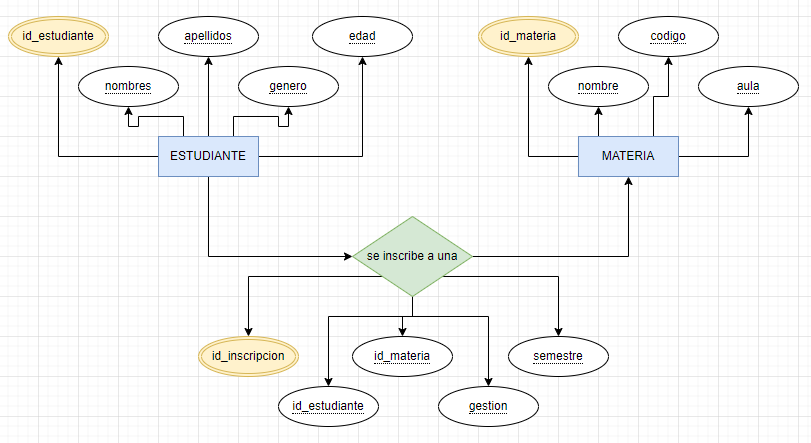 id_estudiante
apellidos
edad
id_materia
codigo
nombres
genero
nombre
aula
ESTUDIANTE
MATERIA
se inscribe a una
id_inscripcion
id_materia
semestre
id_estudiante
gestion